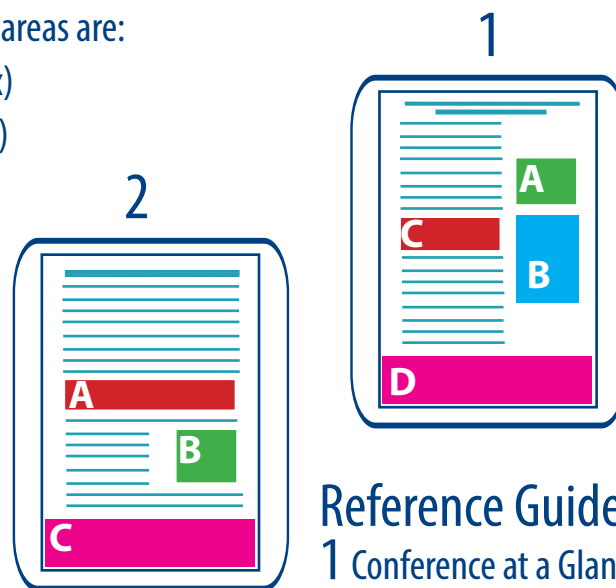 areas are:
)
)
1
A
C
B
D
2
A
B
C
Reference Guide
1 Conference at a Glan